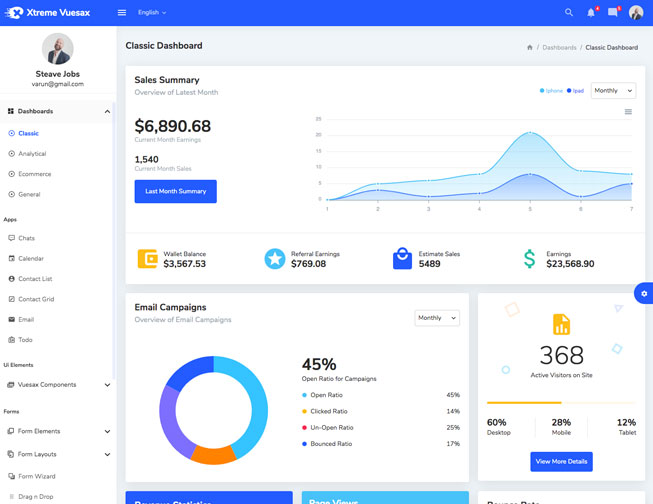 Xtreme Vuesax
English
4
5
Steave Jobs
varun@gmail.com
Dashboards
Classic
Analytical
Ecommerce
General
Apps
Chats
Calendar
Contact List
Contact Grid
Email
Todo
Ui Elements
Vuesax Components
Forms
Form Elements
Form Layouts
Form Wizard
Drag n Drop
Classic Dashboard
/ Dashboards / Classic Dashboard
Sales Summary
Overview of Latest Month
Iphone Ipad
Monthly
$6,890.68
Current Month Earnings
1,540
Current Month Sales
Last Month Summary
25
20
15
10
5
0
1 2 3 4 5 6 7
Wallet Balance
$3,567.53
Referral Earnings
$769.08
Estimate Sales
5489
Earnings
$23,568.90
Email Campaigns
Overview of Email Campaigns
Monthly
45%
Open Ratio for Campaigns
Open Ratio 45%
Clicked Ratio 14%
Un-Open Ratio 25%
Bounced Ratio 17%
368
Active Visitors on Site
60%
Desktop
28%
Mobile
12%
Tablet
View More Details
Revenue Statistics
Page Views
Bounce Rate